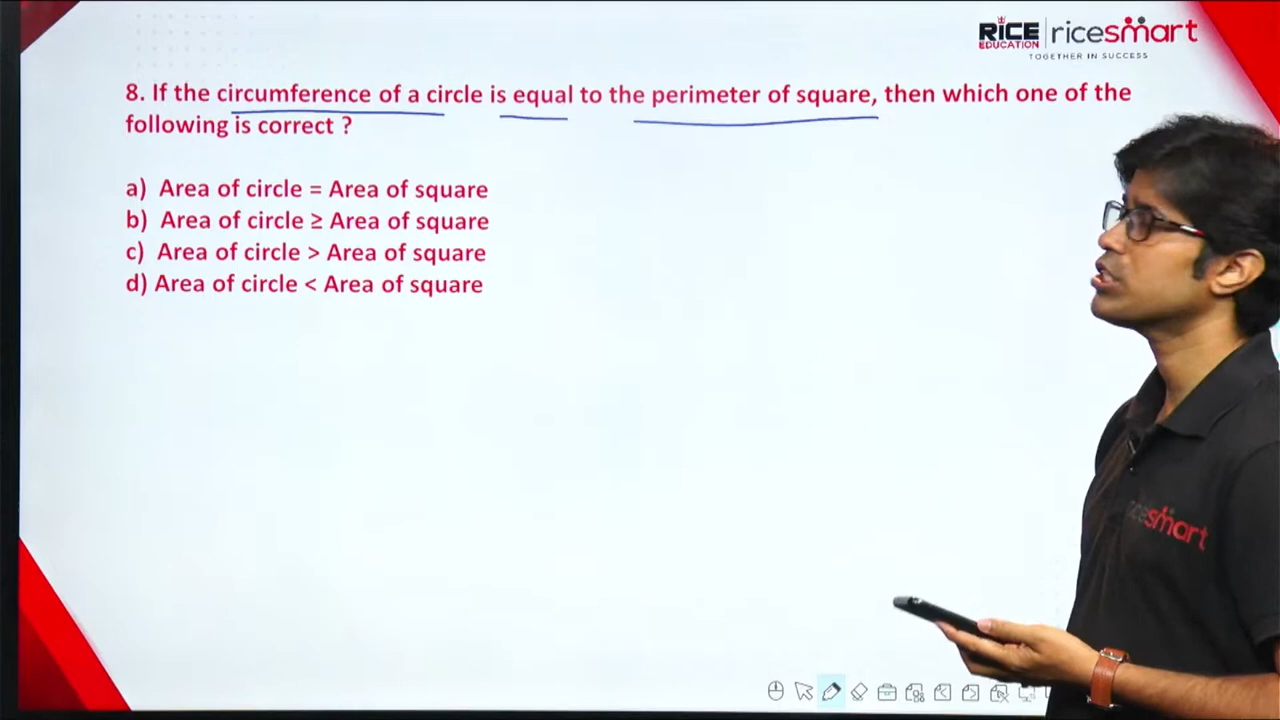 RICE
EDUCATION
ricesmart
TOGETHER IN SUCCESS
8. If the circumference of a circle is equal to the perimeter of square, then which one of the
following is correct ?
a) Area of circle = Area of square
b) Area of circle ≥ Area of square
c) Area of circle > Area of square
d) Area of circle < Area of square
ricesmart